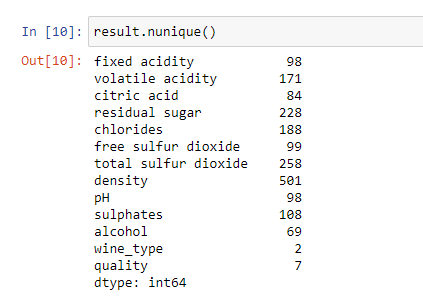 In [10]: result.nunique()
Out[10]: fixed acidity 98
volatile acidity 171
citric acid 84
residual sugar 228
chlorides 188
free sulfur dioxide 99
total sulfur dioxide 258
density 501
pH 98
sulphates 108
alcohol 69
wine_type 2
quality 7
dtype: int64